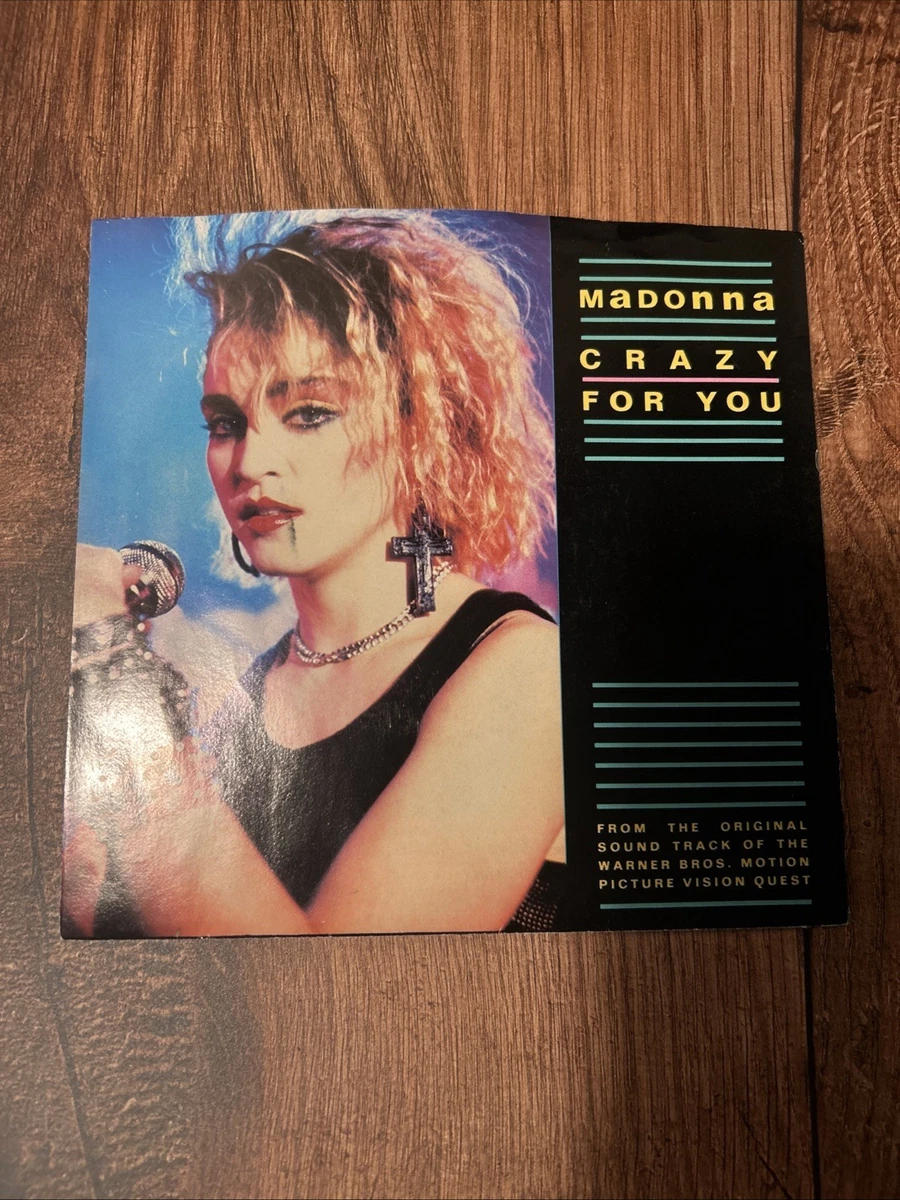 MaDOnna
CRAZY
FOR YOU
FROM THE ORIGINAL
SOUND TRACK OF THE
WARNER BROS. MOTION
PICTURE VISION QUEST